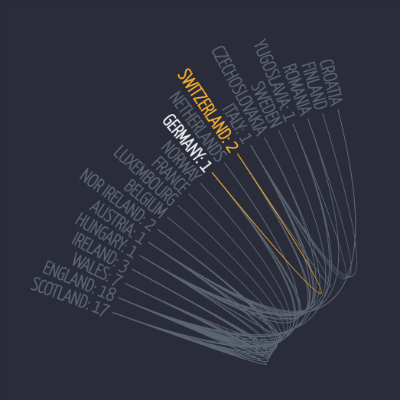 CROATIA
FINLAND
ROMANIA
YUGOSLAVIA: 1
SWEDEN
CZECHOSLOVAKIA
ITALY: 1
SWITZERLAND: 2
NETHERLANDS
GERMANY: 1
NORWAY
FRANCE
LUXEMBOURG
BELGIUM
NOR IRELAND: 2
AUSTRIA: 1
HUNGARY: 1
IRELAND: 3
WALES: 7
ENGLAND: 18
SCOTLAND: 17